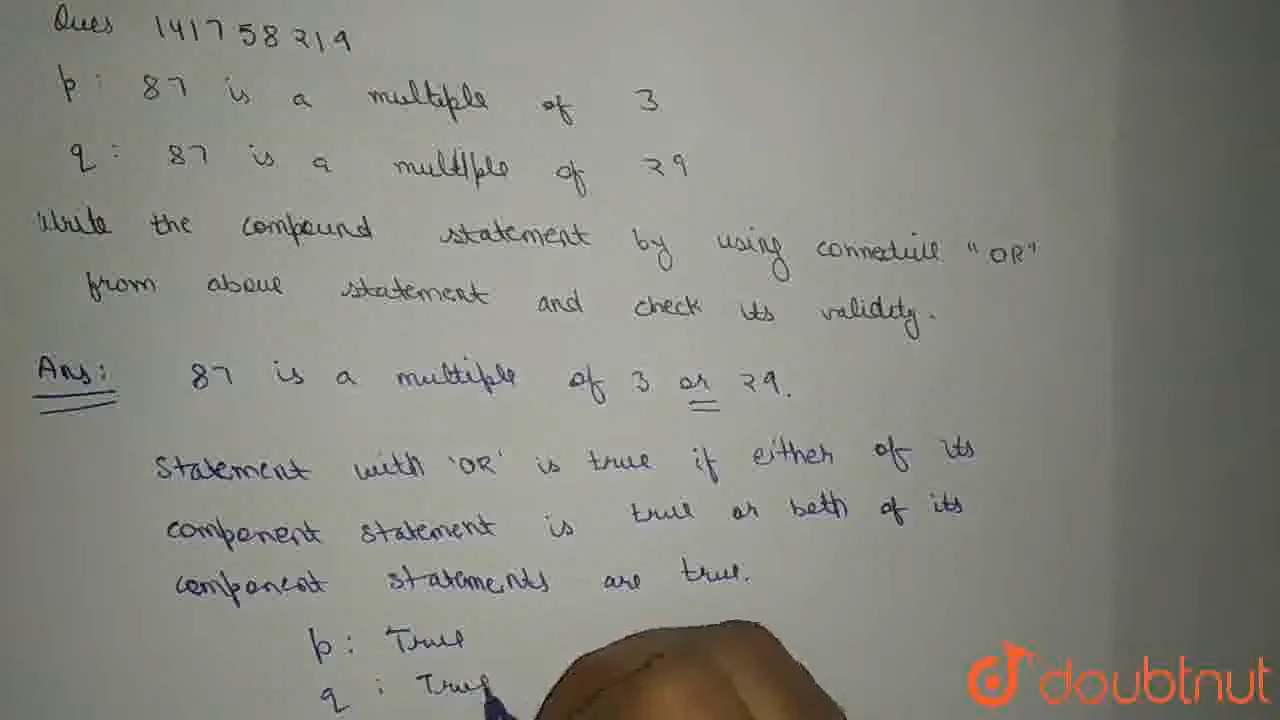 Ques 141758219
p: 87 is a multiple of 3
q: 87 is a multiple of 29
Write the compound statement by using connective "OR"
from above statement and check its validity.
Ans: 87 is a multiple of 3 or 29.
Statement with 'OR' is true if either of its
component statement is true or both of its
component statements are true.
p: True
q: True
doubtnut